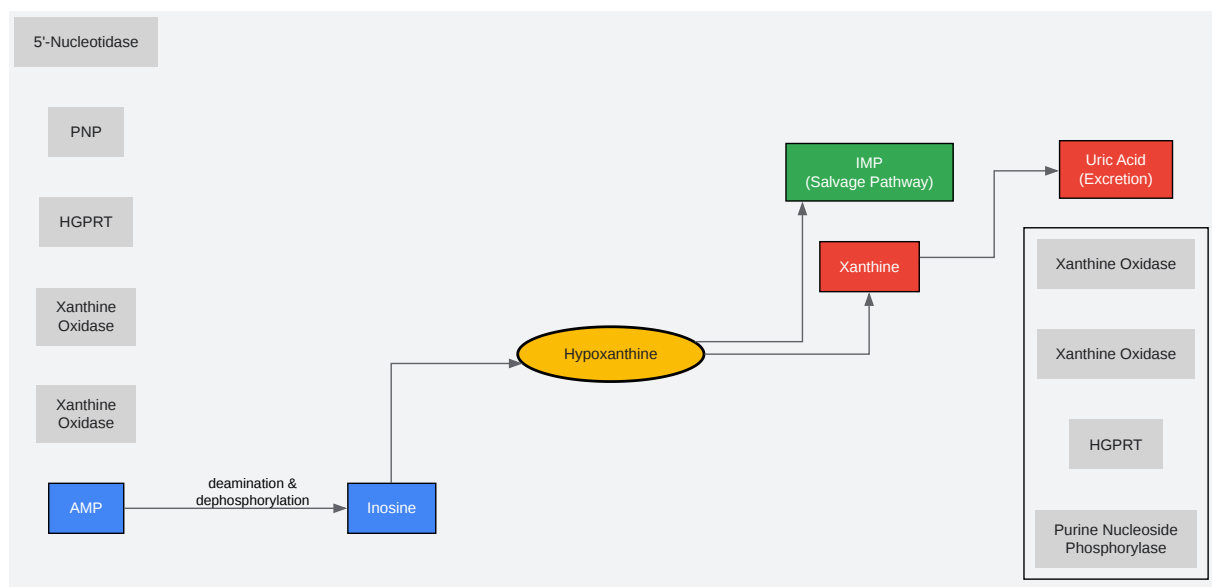 5'-Nucleotidase
PNP
HGPRT
Xanthine
Oxidase
Xanthine
Oxidase
AMP
deamination &
dephosphorylation
Inosine
Hypoxanthine
IMP
(Salvage Pathway)
Xanthine
Uric Acid
(Excretion)
Xanthine Oxidase
Xanthine Oxidase
HGPRT
Purine Nucleoside
Phosphorylase